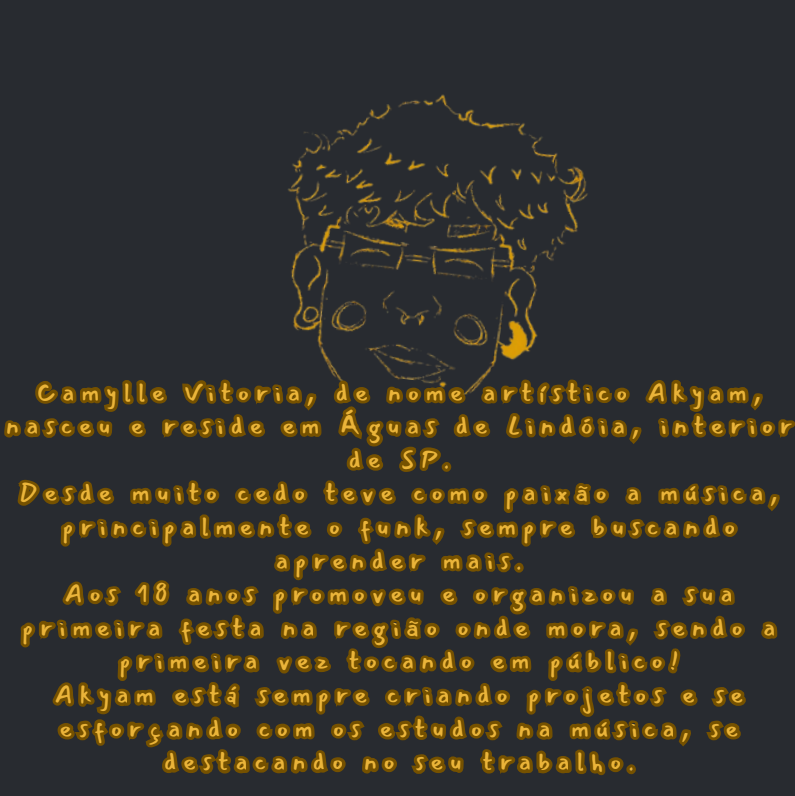 Camylle Vitoria, de nome artístico Akyam,
nasceu e reside em Águas de Lindóia, interior
de SP.
Desde muito cedo teve como paixão a música,
principalmente o funk, sempre buscando
aprender mais.
Aos 18 anos promoveu e organizou a sua
primeira festa na região onde mora, sendo a
primeira vez tocando em público!
Akyam está sempre criando projetos e se
esforçando com os estudos na música, se
destacando no seu trabalho.